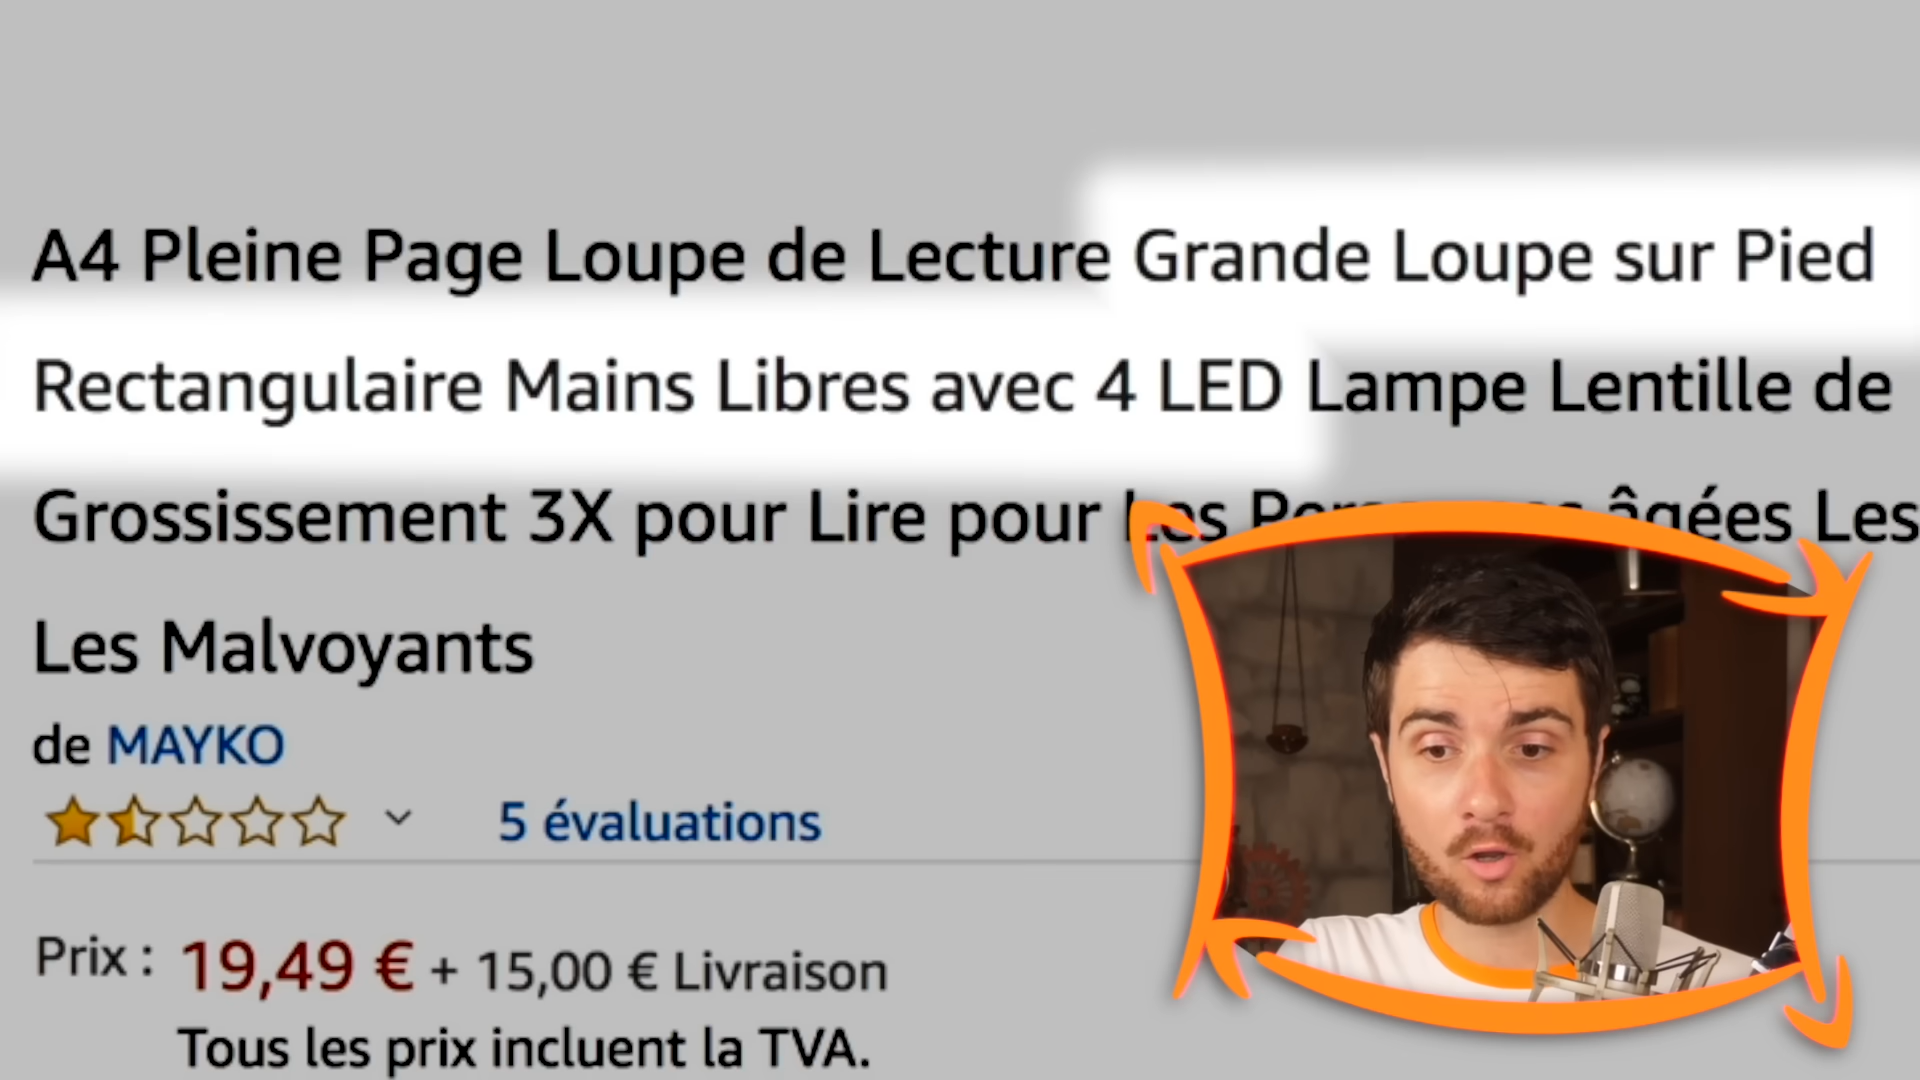 A4 Pleine Page Loupe de Lecture Grande Loupe sur Pied
Rectangulaire Mains Libres avec 4 LED Lampe Lentille de
Grossissement 3X pour Lire pour Les Personnes âgées Les
Les Malvoyants
de MAYKO
5 évaluations
Prix : 19,49 € + 15,00 € Livraison
Tous les prix incluent la TVA.